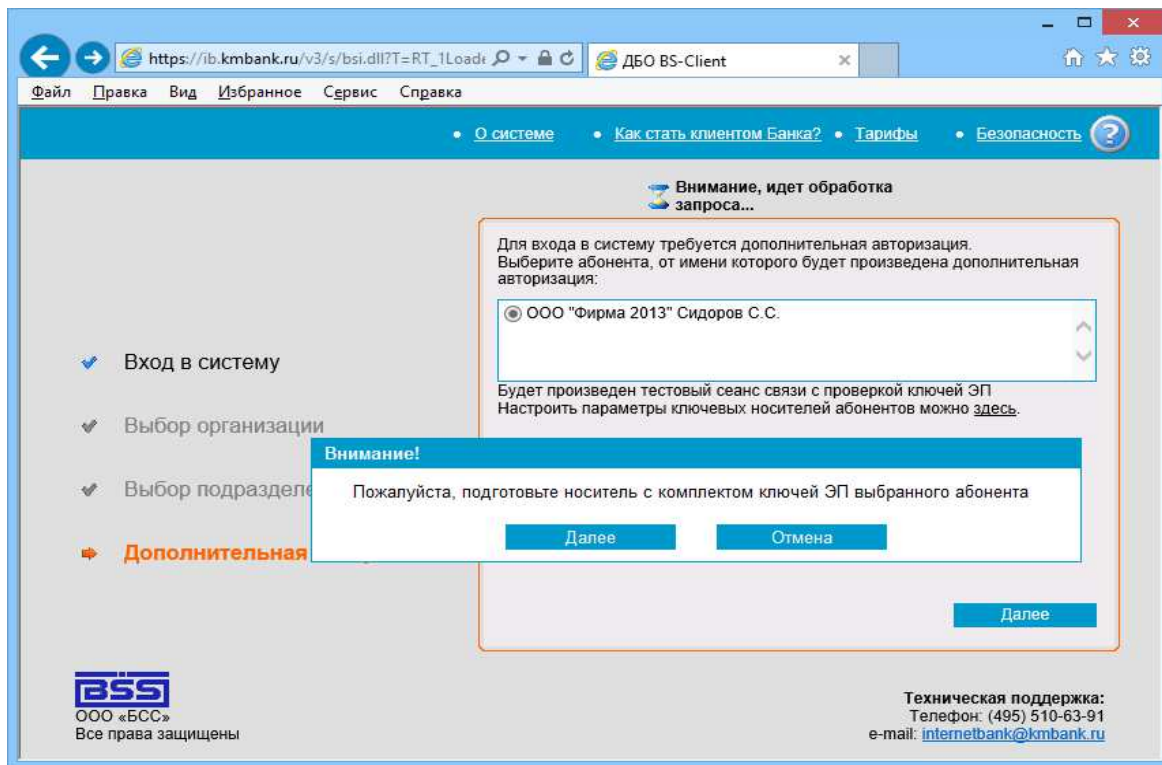 https://ib.kmbank.ru/v3/s/bsi.dll?T=RT_1Loade
ДБО BS-Client
Файл Правка Вид Избранное Сервис Справка
• О системе • Как стать клиентом Банка? • Тарифы • Безопасность ?
Внимание, идет обработка
запроса...
Для входа в систему требуется дополнительная авторизация.
Выберите абонента, от имени которого будет произведена дополнительная
авторизация:
ООО "Фирма 2013" Сидоров С.С.
Будет произведен тестовый сеанс связи с проверкой ключей ЭП
Настроить параметры ключевых носителей абонентов можно здесь.
Вход в систему
Выбор организации
Выбор подразделе
Дополнительная
Внимание!
Пожалуйста, подготовьте носитель с комплектом ключей ЭП выбранного абонента
Далее Отмена
Далее
BSS
ООО «БСС»
Все права защищены
Техническая поддержка:
Телефон: (495) 510-63-91
e-mail: internetbank@kmbank.ru